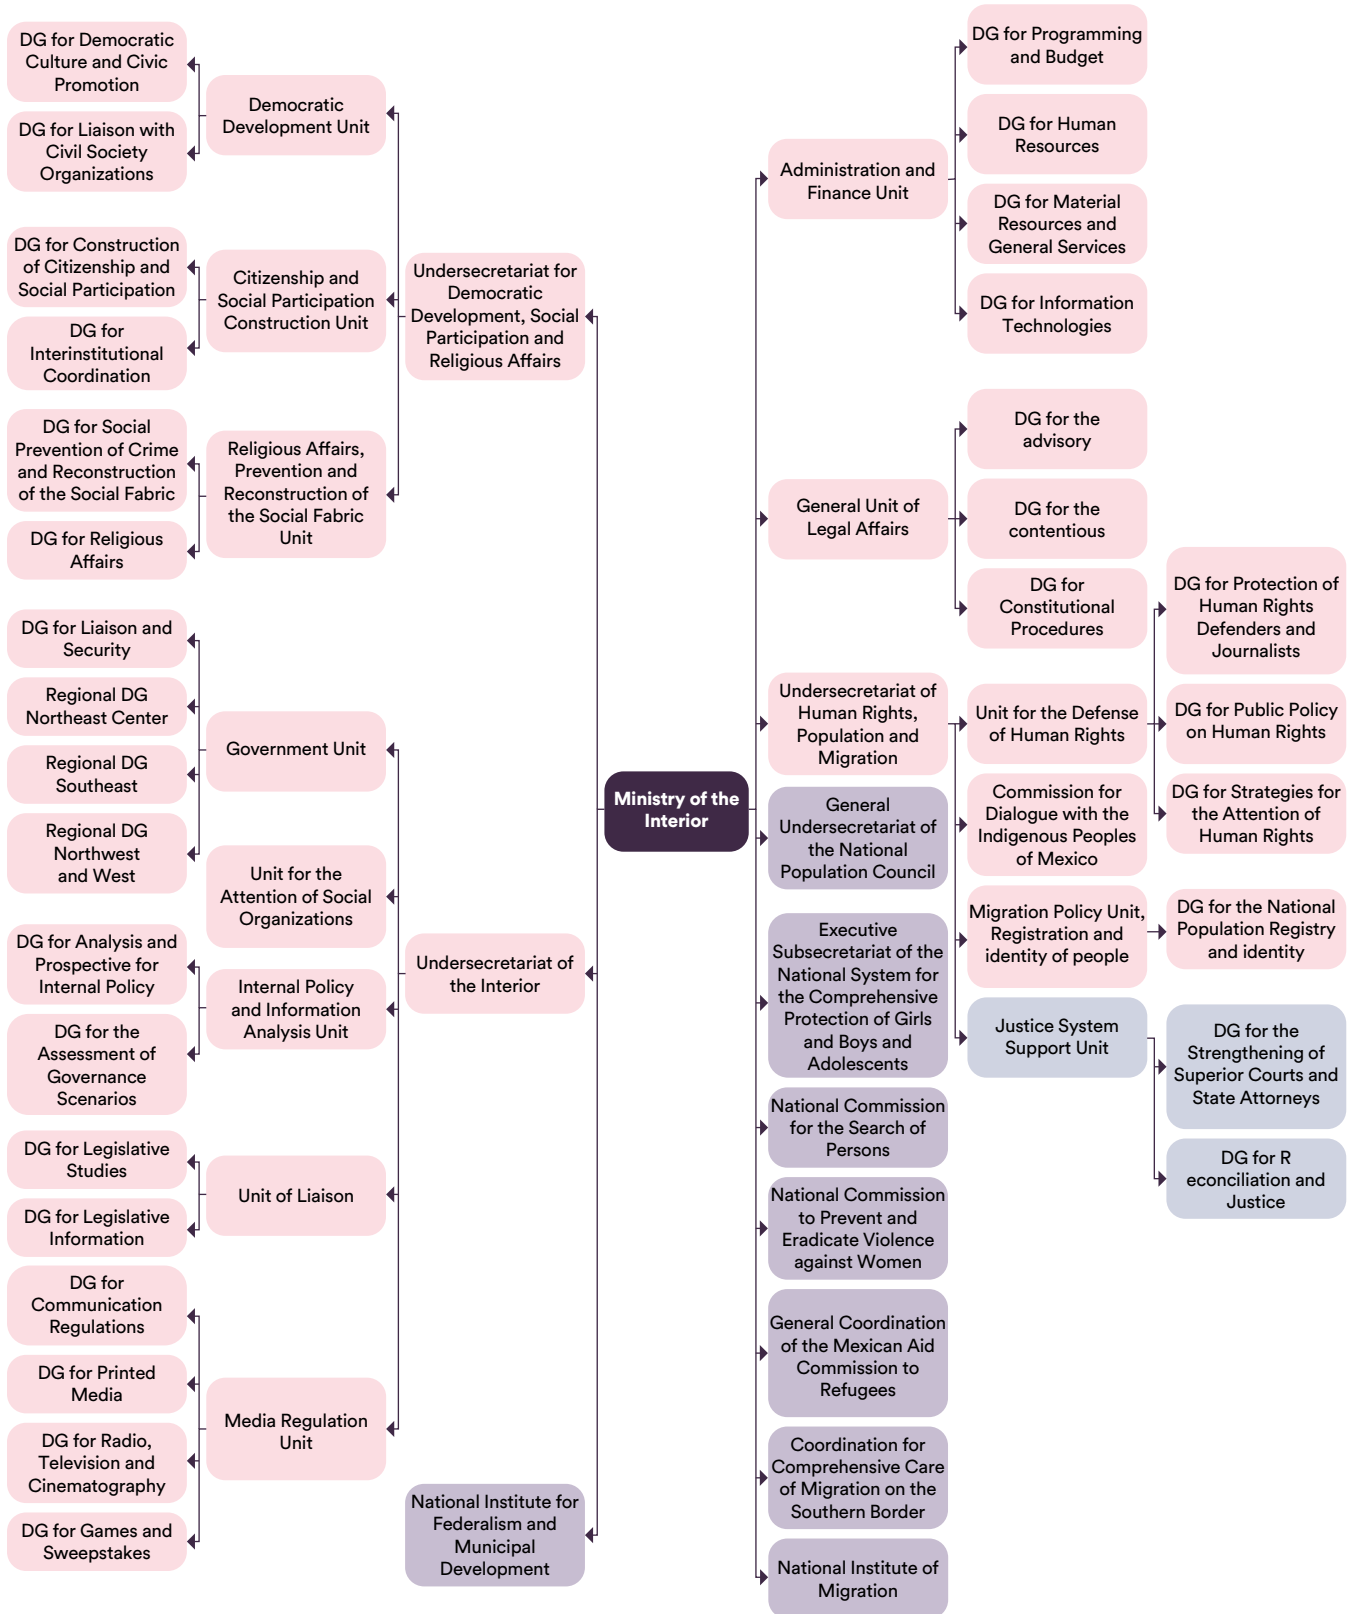 DG for Democratic
Culture and Civic
Promotion
DG for Liaison with
Civil Society
Organizations
Democratic
Development Unit
DG for Construction
of Citizenship and
Social Participation
DG for
Interinstitutional
Coordination
Citizenship and
Social Participation
Construction Unit
DG for Social
Prevention of Crime
and Reconstruction
of the Social Fabric
DG for Religious
Affairs
Religious Affairs,
Prevention and
Reconstruction of
the Social Fabric
Unit
Undersecretariat for
Democratic
Development, Social
Participation and
Religious Affairs
DG for Liaison and
Security
Regional DG
Northeast Center
Regional DG
Southeast
Regional DG
Northwest
and West
Government Unit
Unit for the
Attention of Social
Organizations
DG for Analysis and
Prospective for
Internal Policy
DG for the
Assessment of
Governance
Scenarios
Internal Policy
and Information
Analysis Unit
Undersecretariat of
the Interior
DG for Legislative
Studies
DG for Legislative
Information
Unit of Liaison
DG for
Communication
Regulations
DG for Printed
Media
DG for Radio,
Television and
Cinematography
DG for Games and
Sweepstakes
Media Regulation
Unit
National Institute for
Federalism and
Municipal
Development
Ministry of the
Interior
Administration and
Finance Unit
DG for Programming
and Budget
DG for Human
Resources
DG for Material
Resources and
General Services
DG for Information
Technologies
General Unit of
Legal Affairs
DG for the
advisory
DG for the
contentious
DG for
Constitutional
Procedures
Undersecretariat of
Human Rights,
Population and
Migration
Unit for the Defense
of Human Rights
DG for Protection of
Human Rights
Defenders and
Journalists
DG for Public Policy
on Human Rights
DG for Strategies for
the Attention of
Human Rights
Commission for
Dialogue with the
Indigenous Peoples
of Mexico
Migration Policy Unit,
Registration and
identity of people
DG for the National
Population Registry
and identity
Justice System
Support Unit
DG for the
Strengthening of
Superior Courts and
State Attorneys
DG for R
econciliation and
Justice
General
Undersecretariat of
the National
Population Council
Executive
Subsecretariat of the
National System for
the Comprehensive
Protection of Girls
and Boys and
Adolescents
National Commission
for the Search of
Persons
National Commission
to Prevent and
Eradicate Violence
against Women
General Coordination
of the Mexican Aid
Commission to
Refugees
Coordination for
Comprehensive Care
of Migration on the
Southern Border
National Institute of
Migration